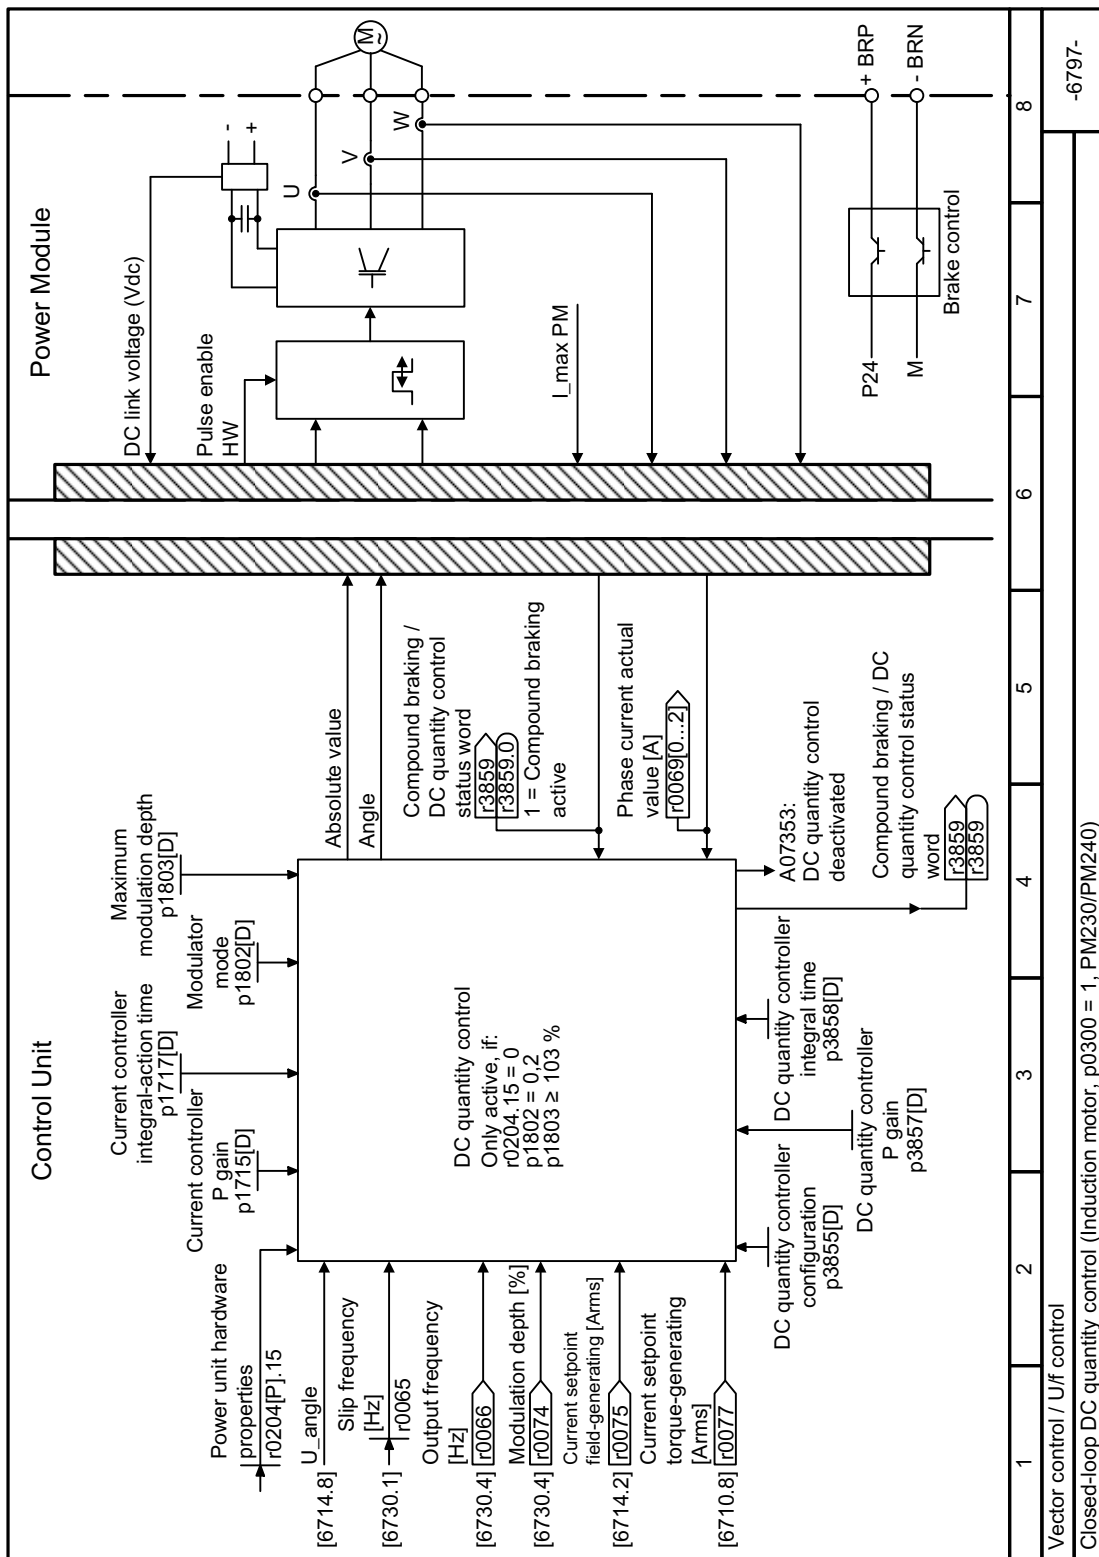 Control Unit
Power Module
Power unit hardware
properties
r0204[P].15
Current controller
P gain
p1715[D]
Current controller
integral-action time
p1717[D]
Modulator
mode
p1802[D]
Maximum
modulation depth
p1803[D]
[6714.8]
U_angle
[6730.1]
Slip frequency
[Hz]
r0065
Output frequency
[Hz]
[6730.4]
r0066
Modulation depth [%]
[6730.4]
r0074
Current setpoint
field-generating [Arms]
[6714.2]
r0075
Current setpoint
torque-generating
[Arms]
[6710.8]
r0077
DC quantity control
Only active, if:
r0204.15 = 0
p1802 = 0,2
p1803 ≥ 103 %
DC quantity controller
configuration
p3855[D]
DC quantity controller
P gain
p3857[D]
DC quantity controller
integral time
p3858[D]
Absolute value
Angle
Compound braking /
DC quantity control
status word
r3859
r3859.0
1 = Compound braking
active
Phase current actual
value [A]
r0069[0...2]
A07353:
DC quantity control
deactivated
Compound braking / DC
quantity control status
word
r3859
r3859
DC link voltage (Vdc)
Pulse enable
HW
I_max PM
- +
U
V
W
M
~
P24
M
Brake control
+ BRP
- BRN
1 2 3 4 5 6 7 8
Vector control / U/f control
Closed-loop DC quantity control (Induction motor, p0300 = 1, PM230/PM240)
-6797-